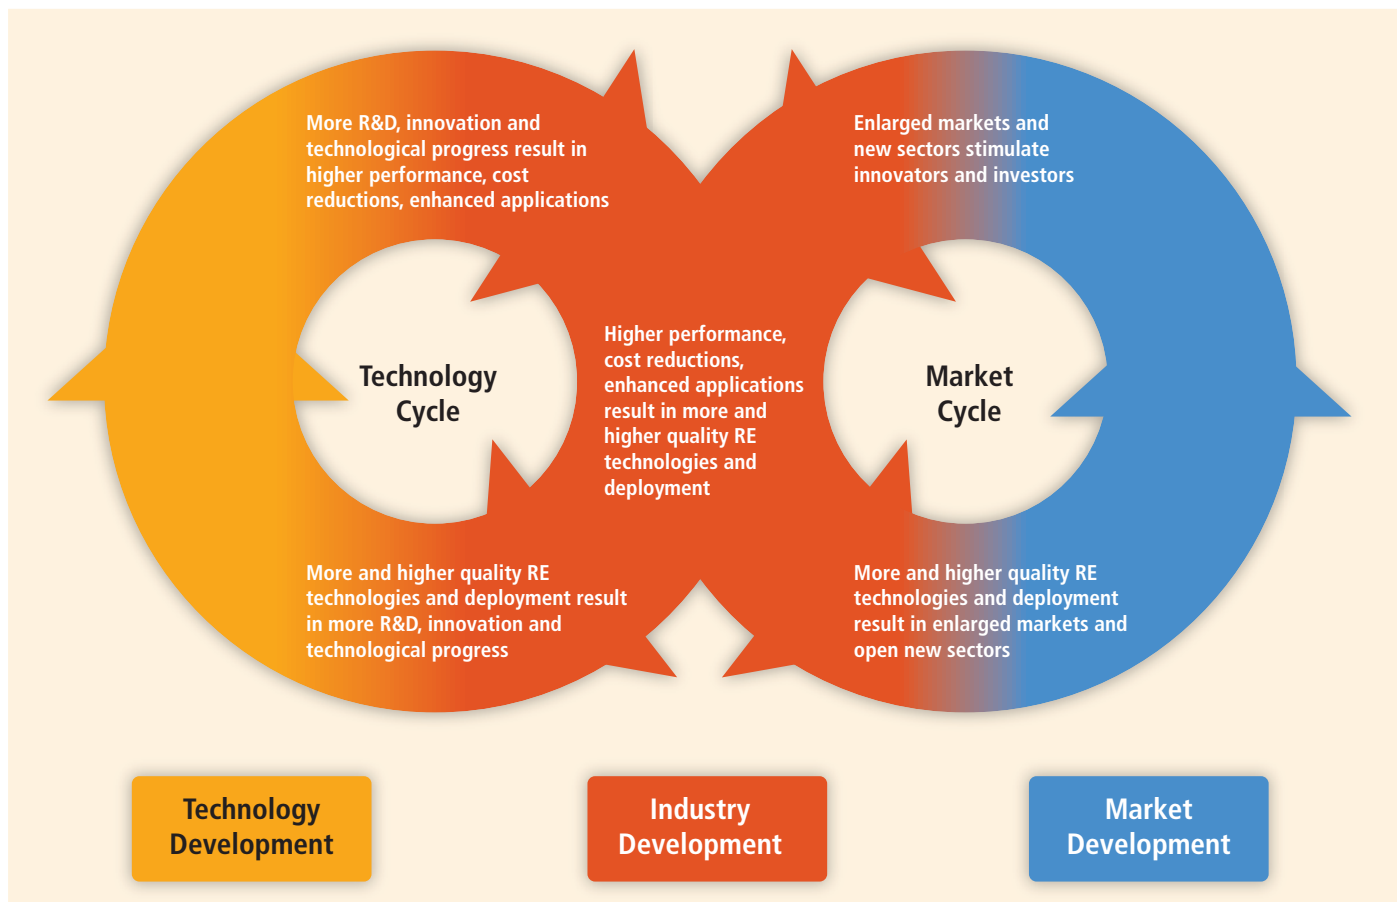 More R&D, innovation and
technological progress result in
higher performance, cost
reductions, enhanced applications
Enlarged markets and
new sectors stimulate
innovators and investors
Technology
Cycle
Higher performance,
cost reductions,
enhanced applications
result in more and
higher quality RE
technologies and
deployment
Market
Cycle
More and higher quality RE
technologies and deployment result
in more R&D, innovation and
technological progress
More and higher quality RE
technologies and deployment
result in enlarged markets and
open new sectors
Technology
Development
Industry
Development
Market
Development